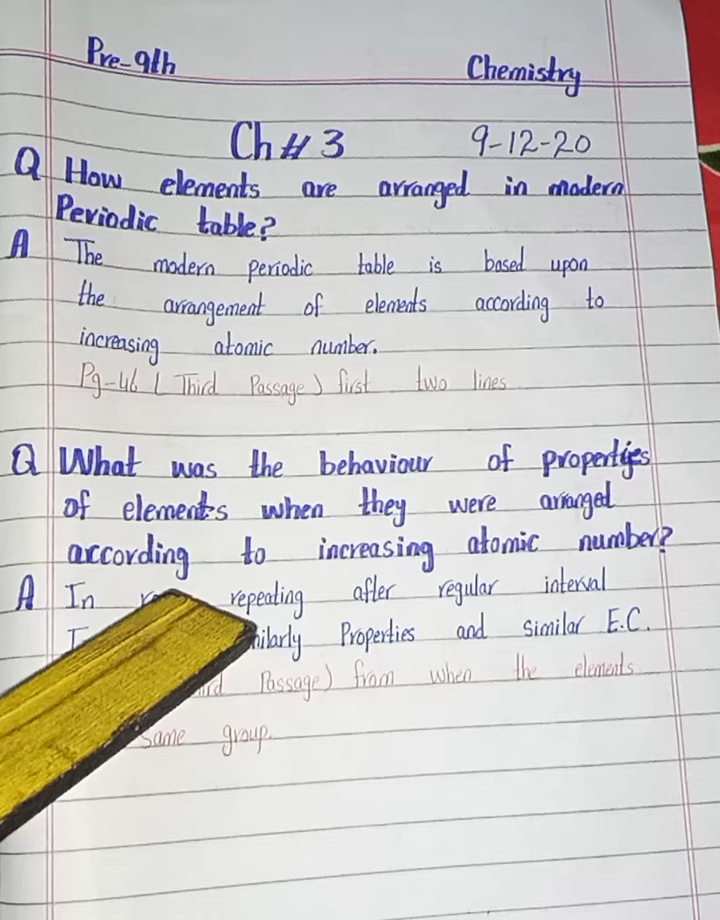 Pre-9th Chemistry
Ch # 3 9-12-20
Q How elements are arranged in modern
Periodic table?
A The modern periodic table is based upon
the arrangement of elements according to
increasing atomic number.
Pg-46 ( Third Passage) first two lines
Q What was the behaviour of properties
of elements when they were arranged
according to increasing atomic number?
A In repeating after regular interval
Properties and similar E.C.
Passage) from when the elements
same group.